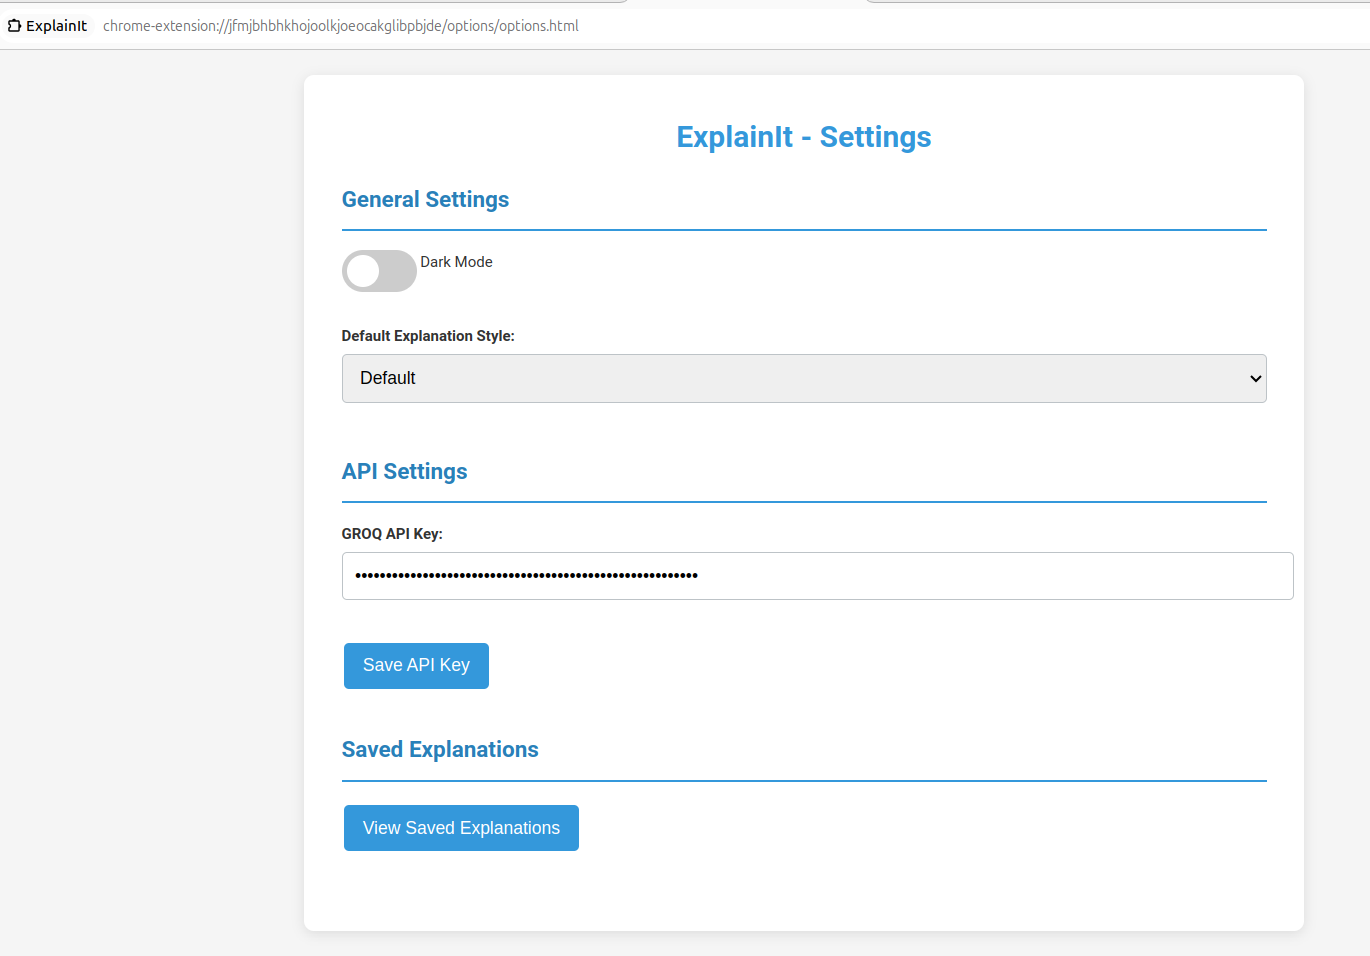 ExplainIt chrome-extension://jfmjbhbhkhojoolkjoeocakglibpbjde/options/options.html
ExplainIt - Settings
General Settings
Dark Mode
Default Explanation Style:
Default
API Settings
GROQ API Key:
Save API Key
Saved Explanations
View Saved Explanations